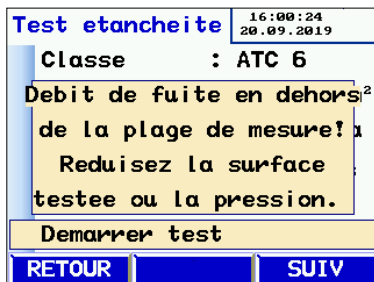 Test etancheite
16:00:24
20.09.2019
Classe : ATC 6
Debit de fuite en dehors
de la plage de mesure!
Reduisez la surface
testee ou la pression.
Demarrer test
RETOUR SUIV